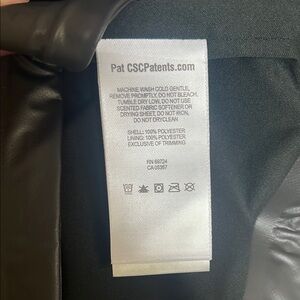 Pat CSCPatents.com
MACHINE WASH COLD GENTLE,
REMOVE PROMPTLY, DO NOT BLEACH,
TUMBLE DRY LOW, DO NOT USE
SCENTED FABRIC SOFTENER OR
DRYING SHEET, DO NOT IRON,
DO NOT DRYCLEAN
SHELL: 100% POLYESTER
LINING: 100% POLYESTER
EXCLUSIVE OF TRIMMING
RN 69724
CA 05367